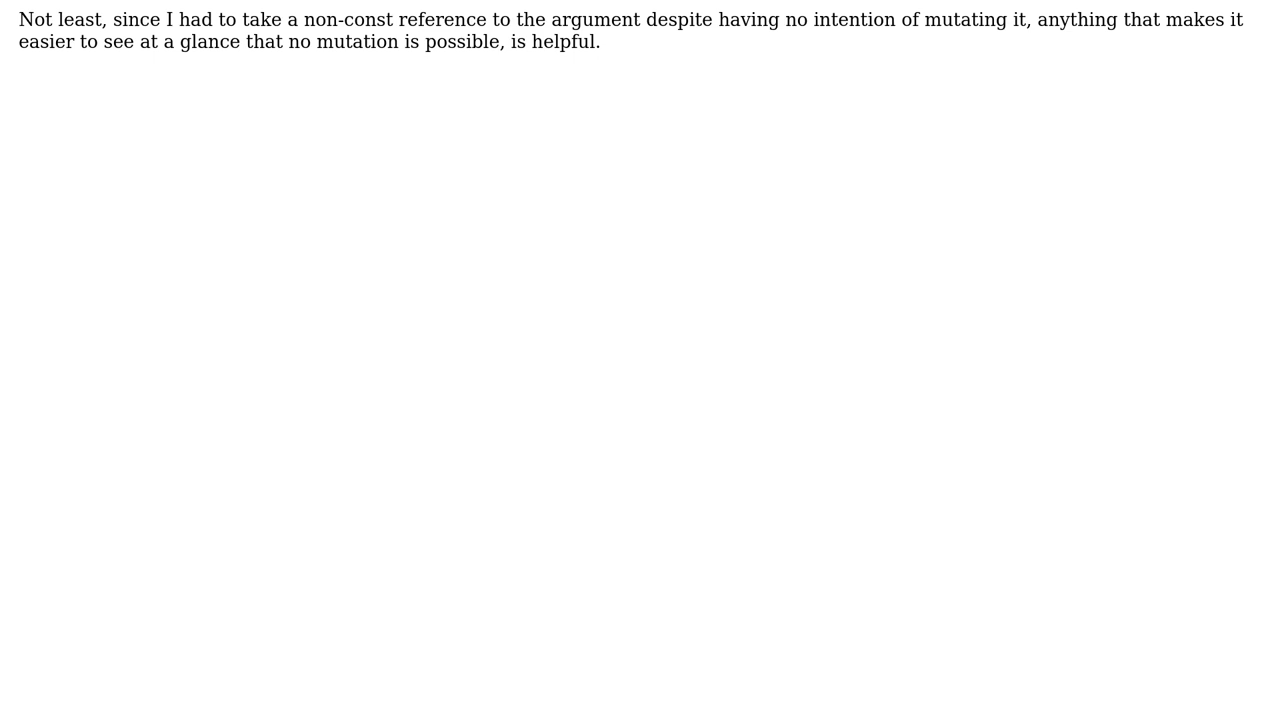 Not least, since I had to take a non-const reference to the argument despite having no intention of mutating it, anything that makes it
easier to see at a glance that no mutation is possible, is helpful.